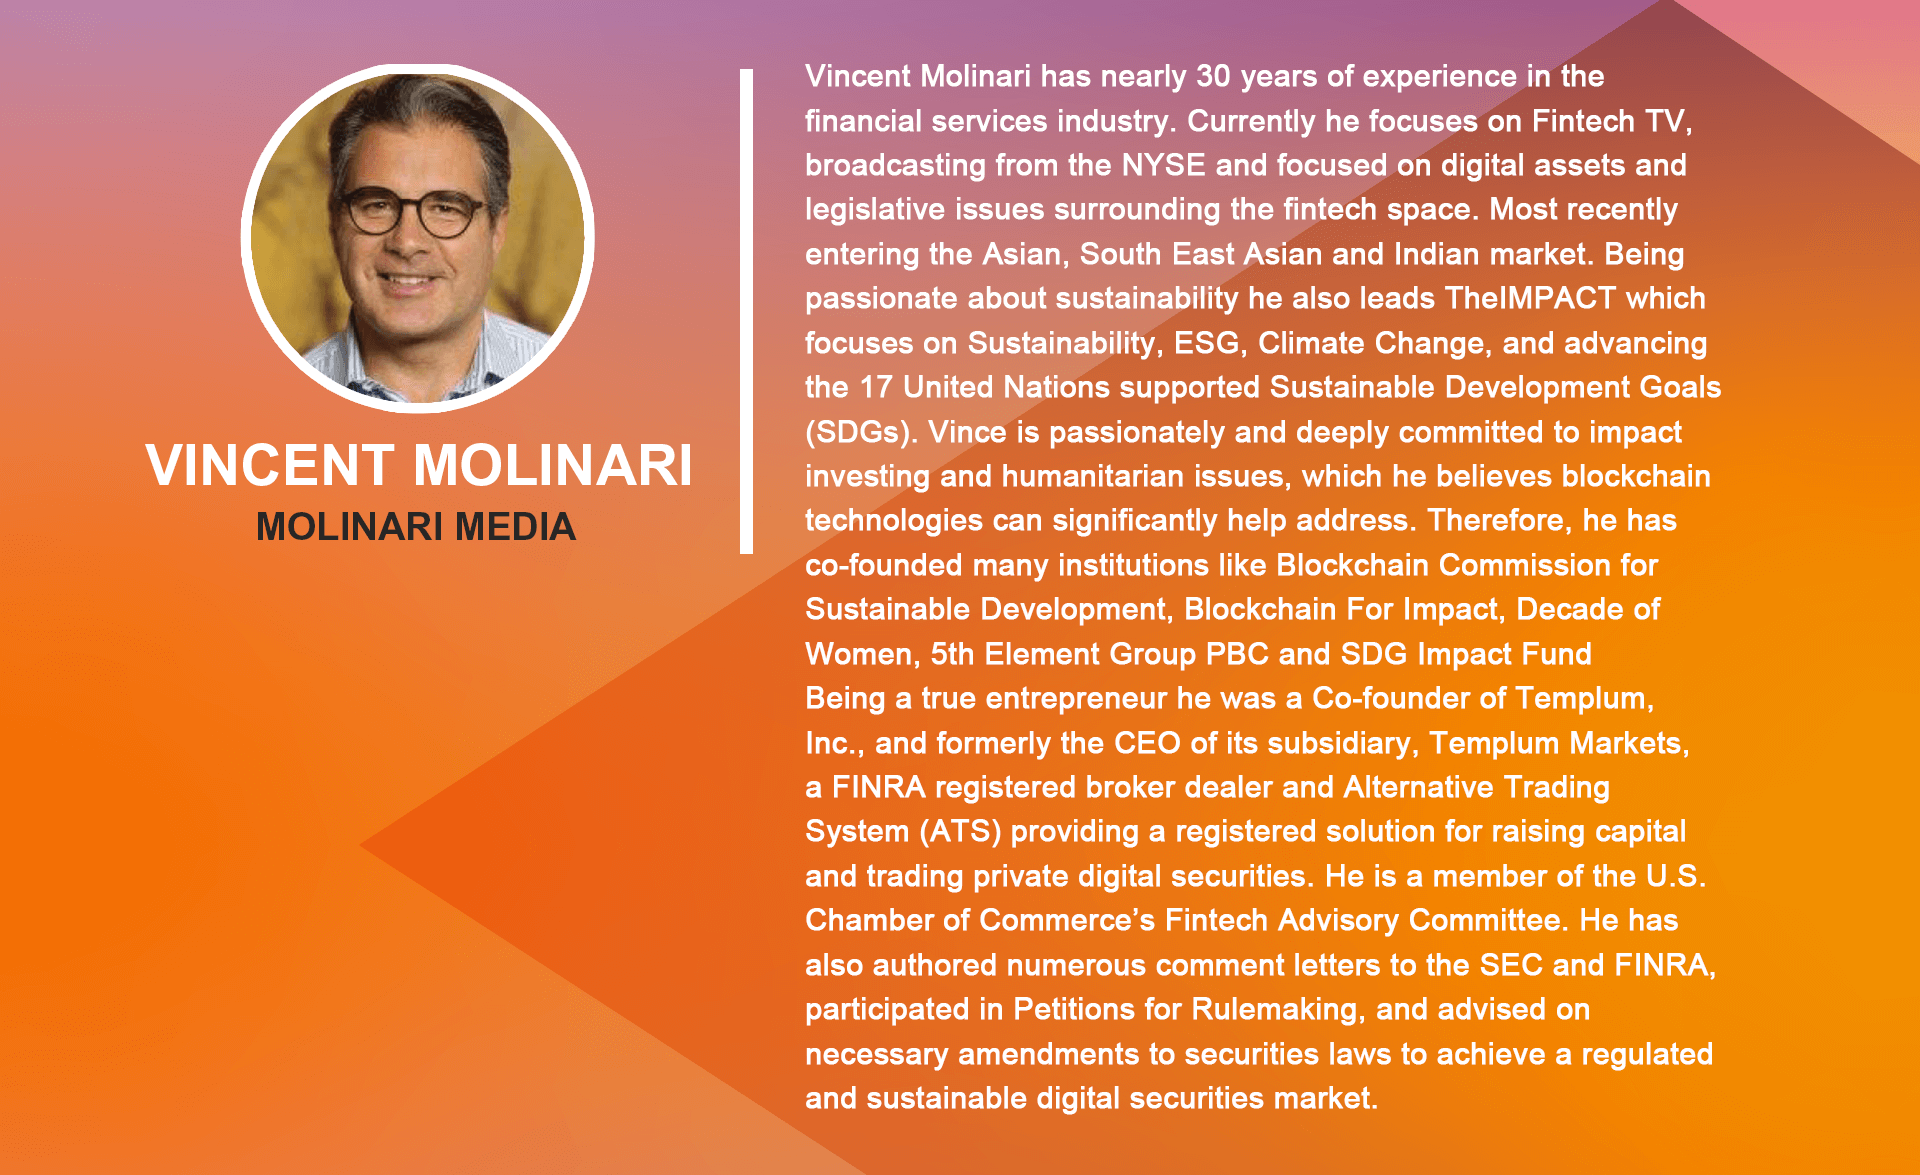 VINCENT MOLINARI
MOLINARI MEDIA
Vincent Molinari has nearly 30 years of experience in the
financial services industry. Currently he focuses on Fintech TV,
broadcasting from the NYSE and focused on digital assets and
legislative issues surrounding the fintech space. Most recently
entering the Asian, South East Asian and Indian market. Being
passionate about sustainability he also leads TheIMPACT which
focuses on Sustainability, ESG, Climate Change, and advancing
the 17 United Nations supported Sustainable Development Goals
(SDGs). Vince is passionately and deeply committed to impact
investing and humanitarian issues, which he believes blockchain
technologies can significantly help address. Therefore, he has
co-founded many institutions like Blockchain Commission for
Sustainable Development, Blockchain For Impact, Decade of
Women, 5th Element Group PBC and SDG Impact Fund
Being a true entrepreneur he was a Co-founder of Templum,
Inc., and formerly the CEO of its subsidiary, Templum Markets,
a FINRA registered broker dealer and Alternative Trading
System (ATS) providing a registered solution for raising capital
and trading private digital securities. He is a member of the U.S.
Chamber of Commerce’s Fintech Advisory Committee. He has
also authored numerous comment letters to the SEC and FINRA,
participated in Petitions for Rulemaking, and advised on
necessary amendments to securities laws to achieve a regulated
and sustainable digital securities market.